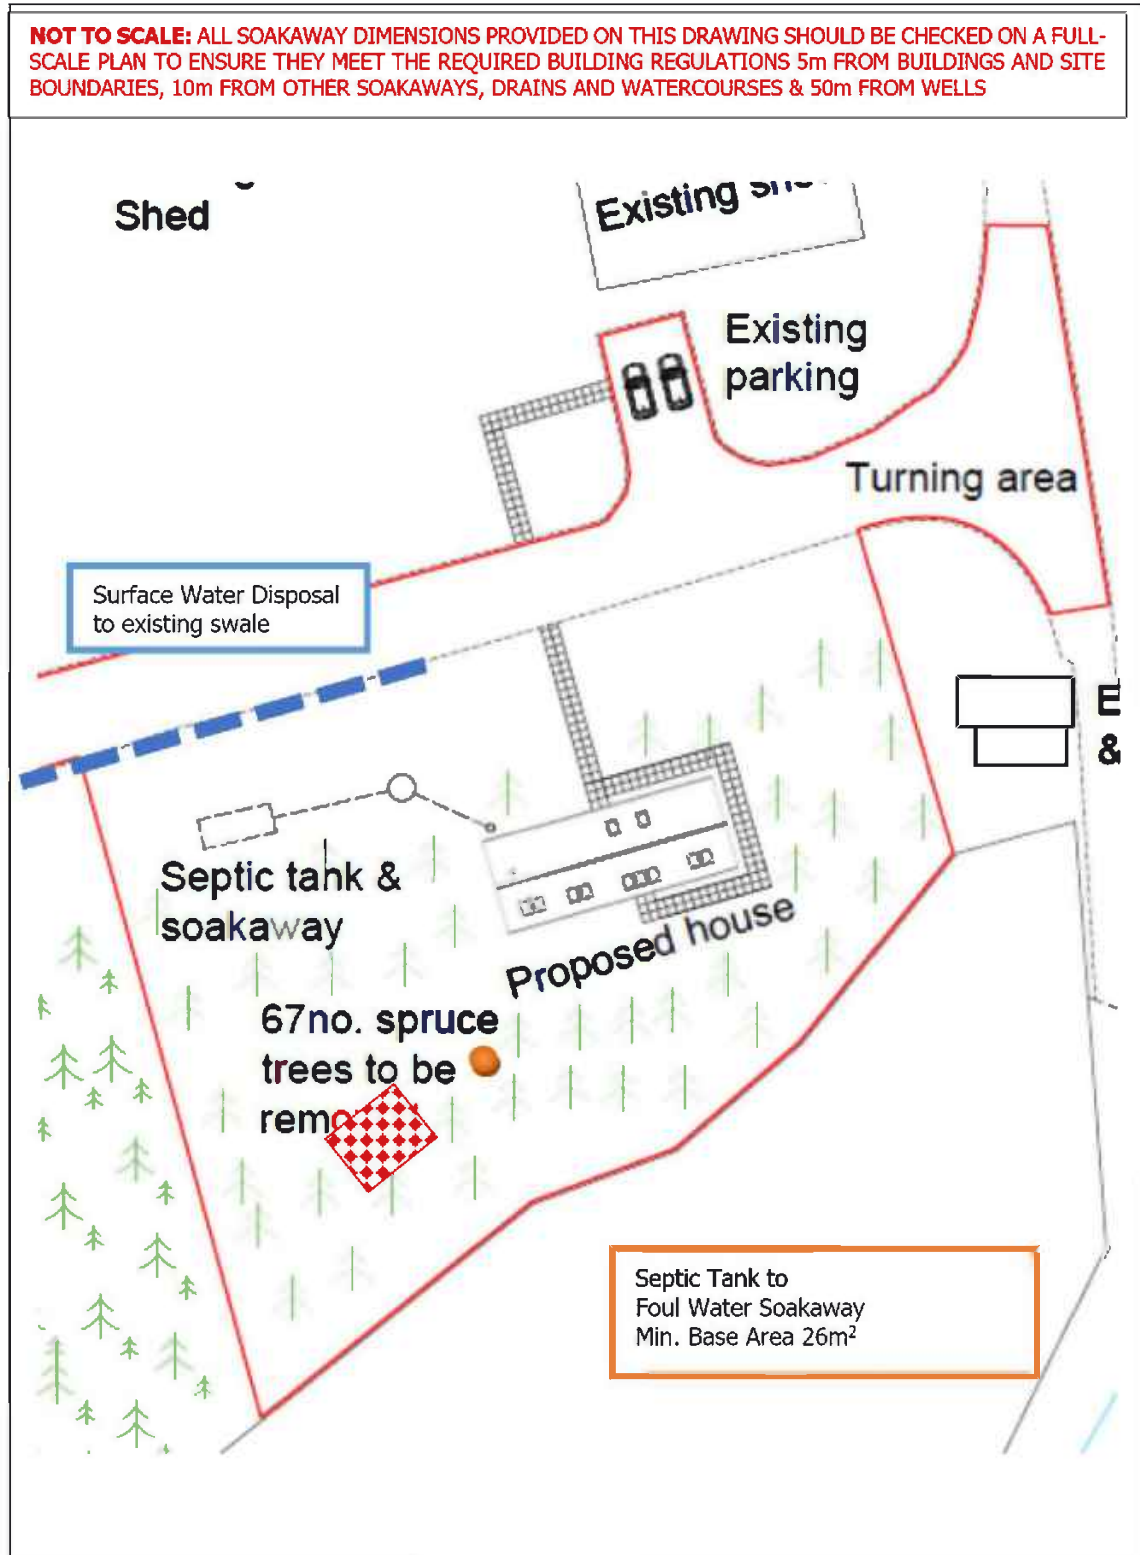 NOT TO SCALE: ALL SOAKAWAY DIMENSIONS PROVIDED ON THIS DRAWING SHOULD BE CHECKED ON A FULL-
SCALE PLAN TO ENSURE THEY MEET THE REQUIRED BUILDING REGULATIONS 5m FROM BUILDINGS AND SITE
BOUNDARIES, 10m FROM OTHER SOAKAWAYS, DRAINS AND WATERCOURSES & 50m FROM WELLS
Shed
Existing
Existing
parking
Turning area
Surface Water Disposal
to existing swale
E
&
Septic tank &
soakaway
Proposed house
67no. spruce
trees to be
Septic Tank to
Foul Water Soakaway
Min. Base Area 26m²